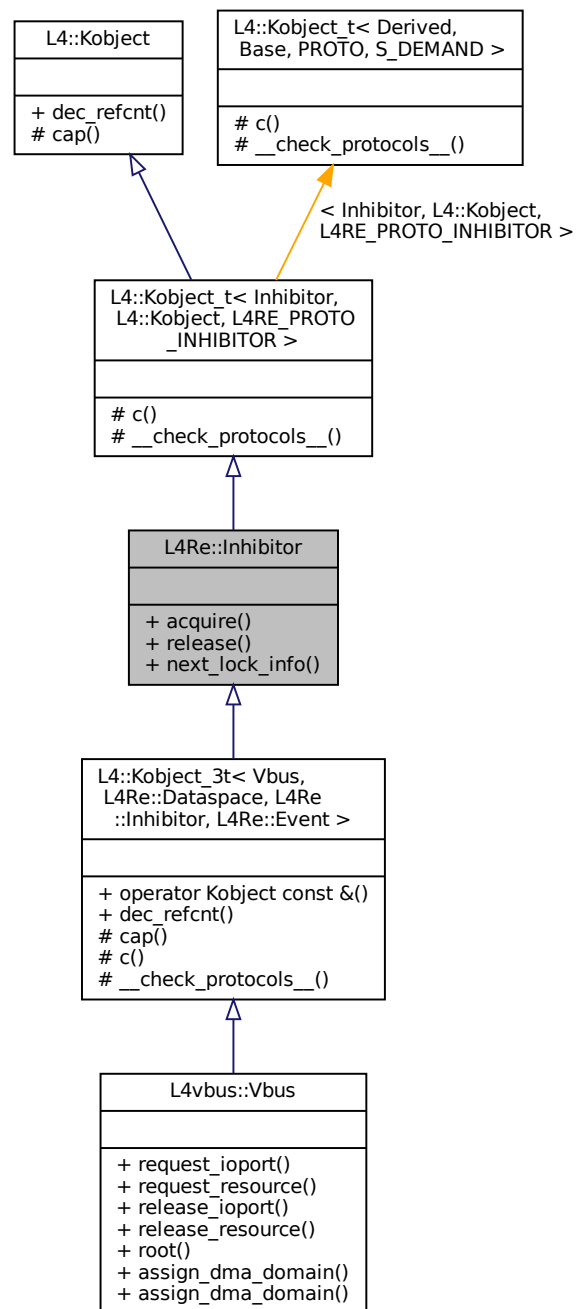 L4::Kobject
+ dec_refcnt()
# cap()
L4::Kobject_t< Derived,
Base, PROTO, S_DEMAND >
# c()
# __check_protocols__()
< Inhibitor, L4::Kobject,
L4RE_PROTO_INHIBITOR >
L4::Kobject_t< Inhibitor,
L4::Kobject, L4RE_PROTO
_INHIBITOR >
# c()
# __check_protocols__()
L4Re::Inhibitor
+ acquire()
+ release()
+ next_lock_info()
L4::Kobject_3t< Vbus,
L4Re::Dataspace, L4Re
::Inhibitor, L4Re::Event >
+ operator Kobject const &()
+ dec_refcnt()
# cap()
# c()
# __check_protocols__()
L4vbus::Vbus
+ request_ioport()
+ request_resource()
+ release_ioport()
+ release_resource()
+ root()
+ assign_dma_domain()
+ assign_dma_domain()